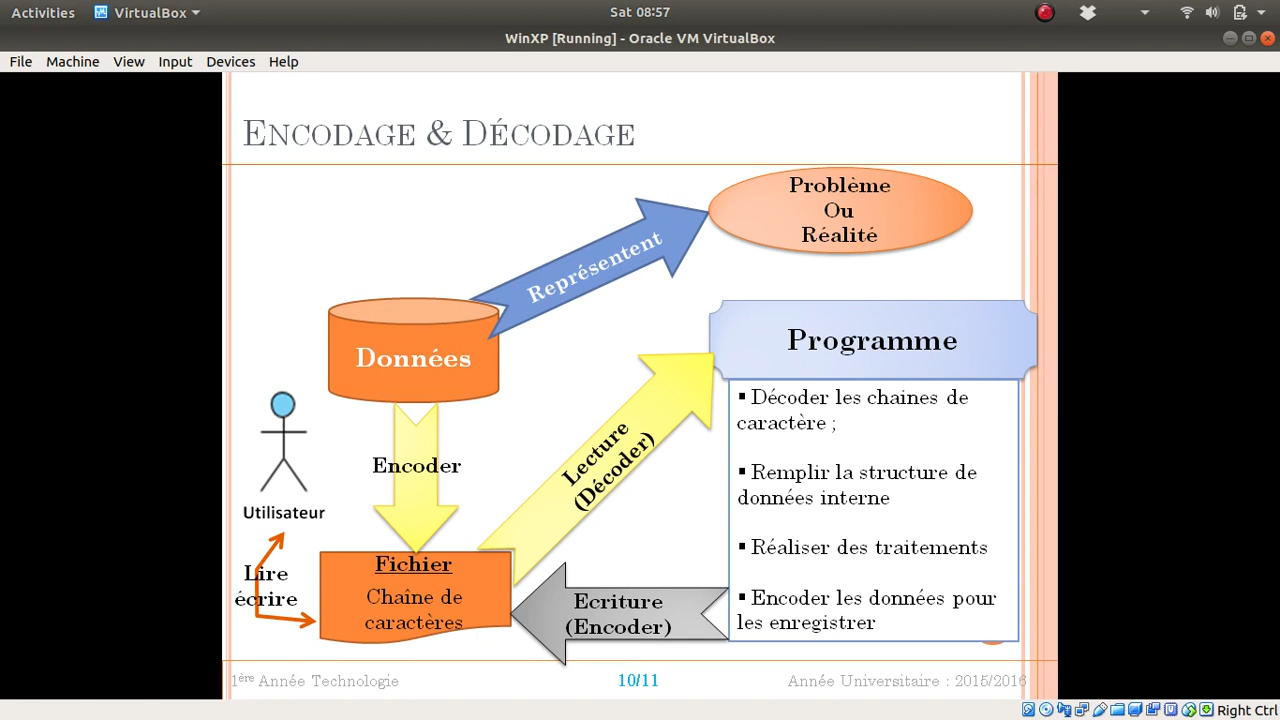 Activities VirtualBox Sat 08:57
WinXP [Running] - Oracle VM VirtualBox
File Machine View Input Devices Help
ENCODAGE & DÉCODAGE
Problème
Ou
Réalité
Représentent
Données
Programme
Encoder
Lecture
(Décoder)
▪ Décoder les chaines de
caractère ;
▪ Remplir la structure de
données interne
▪ Réaliser des traitements
▪ Encoder les données pour
les enregistrer
Utilisateur
Lire
écrire
Fichier
Chaîne de
caractères
Ecriture
(Encoder)
1ère Année Technologie 10/11 Année Universitaire : 2015/2016
Right Ctrl